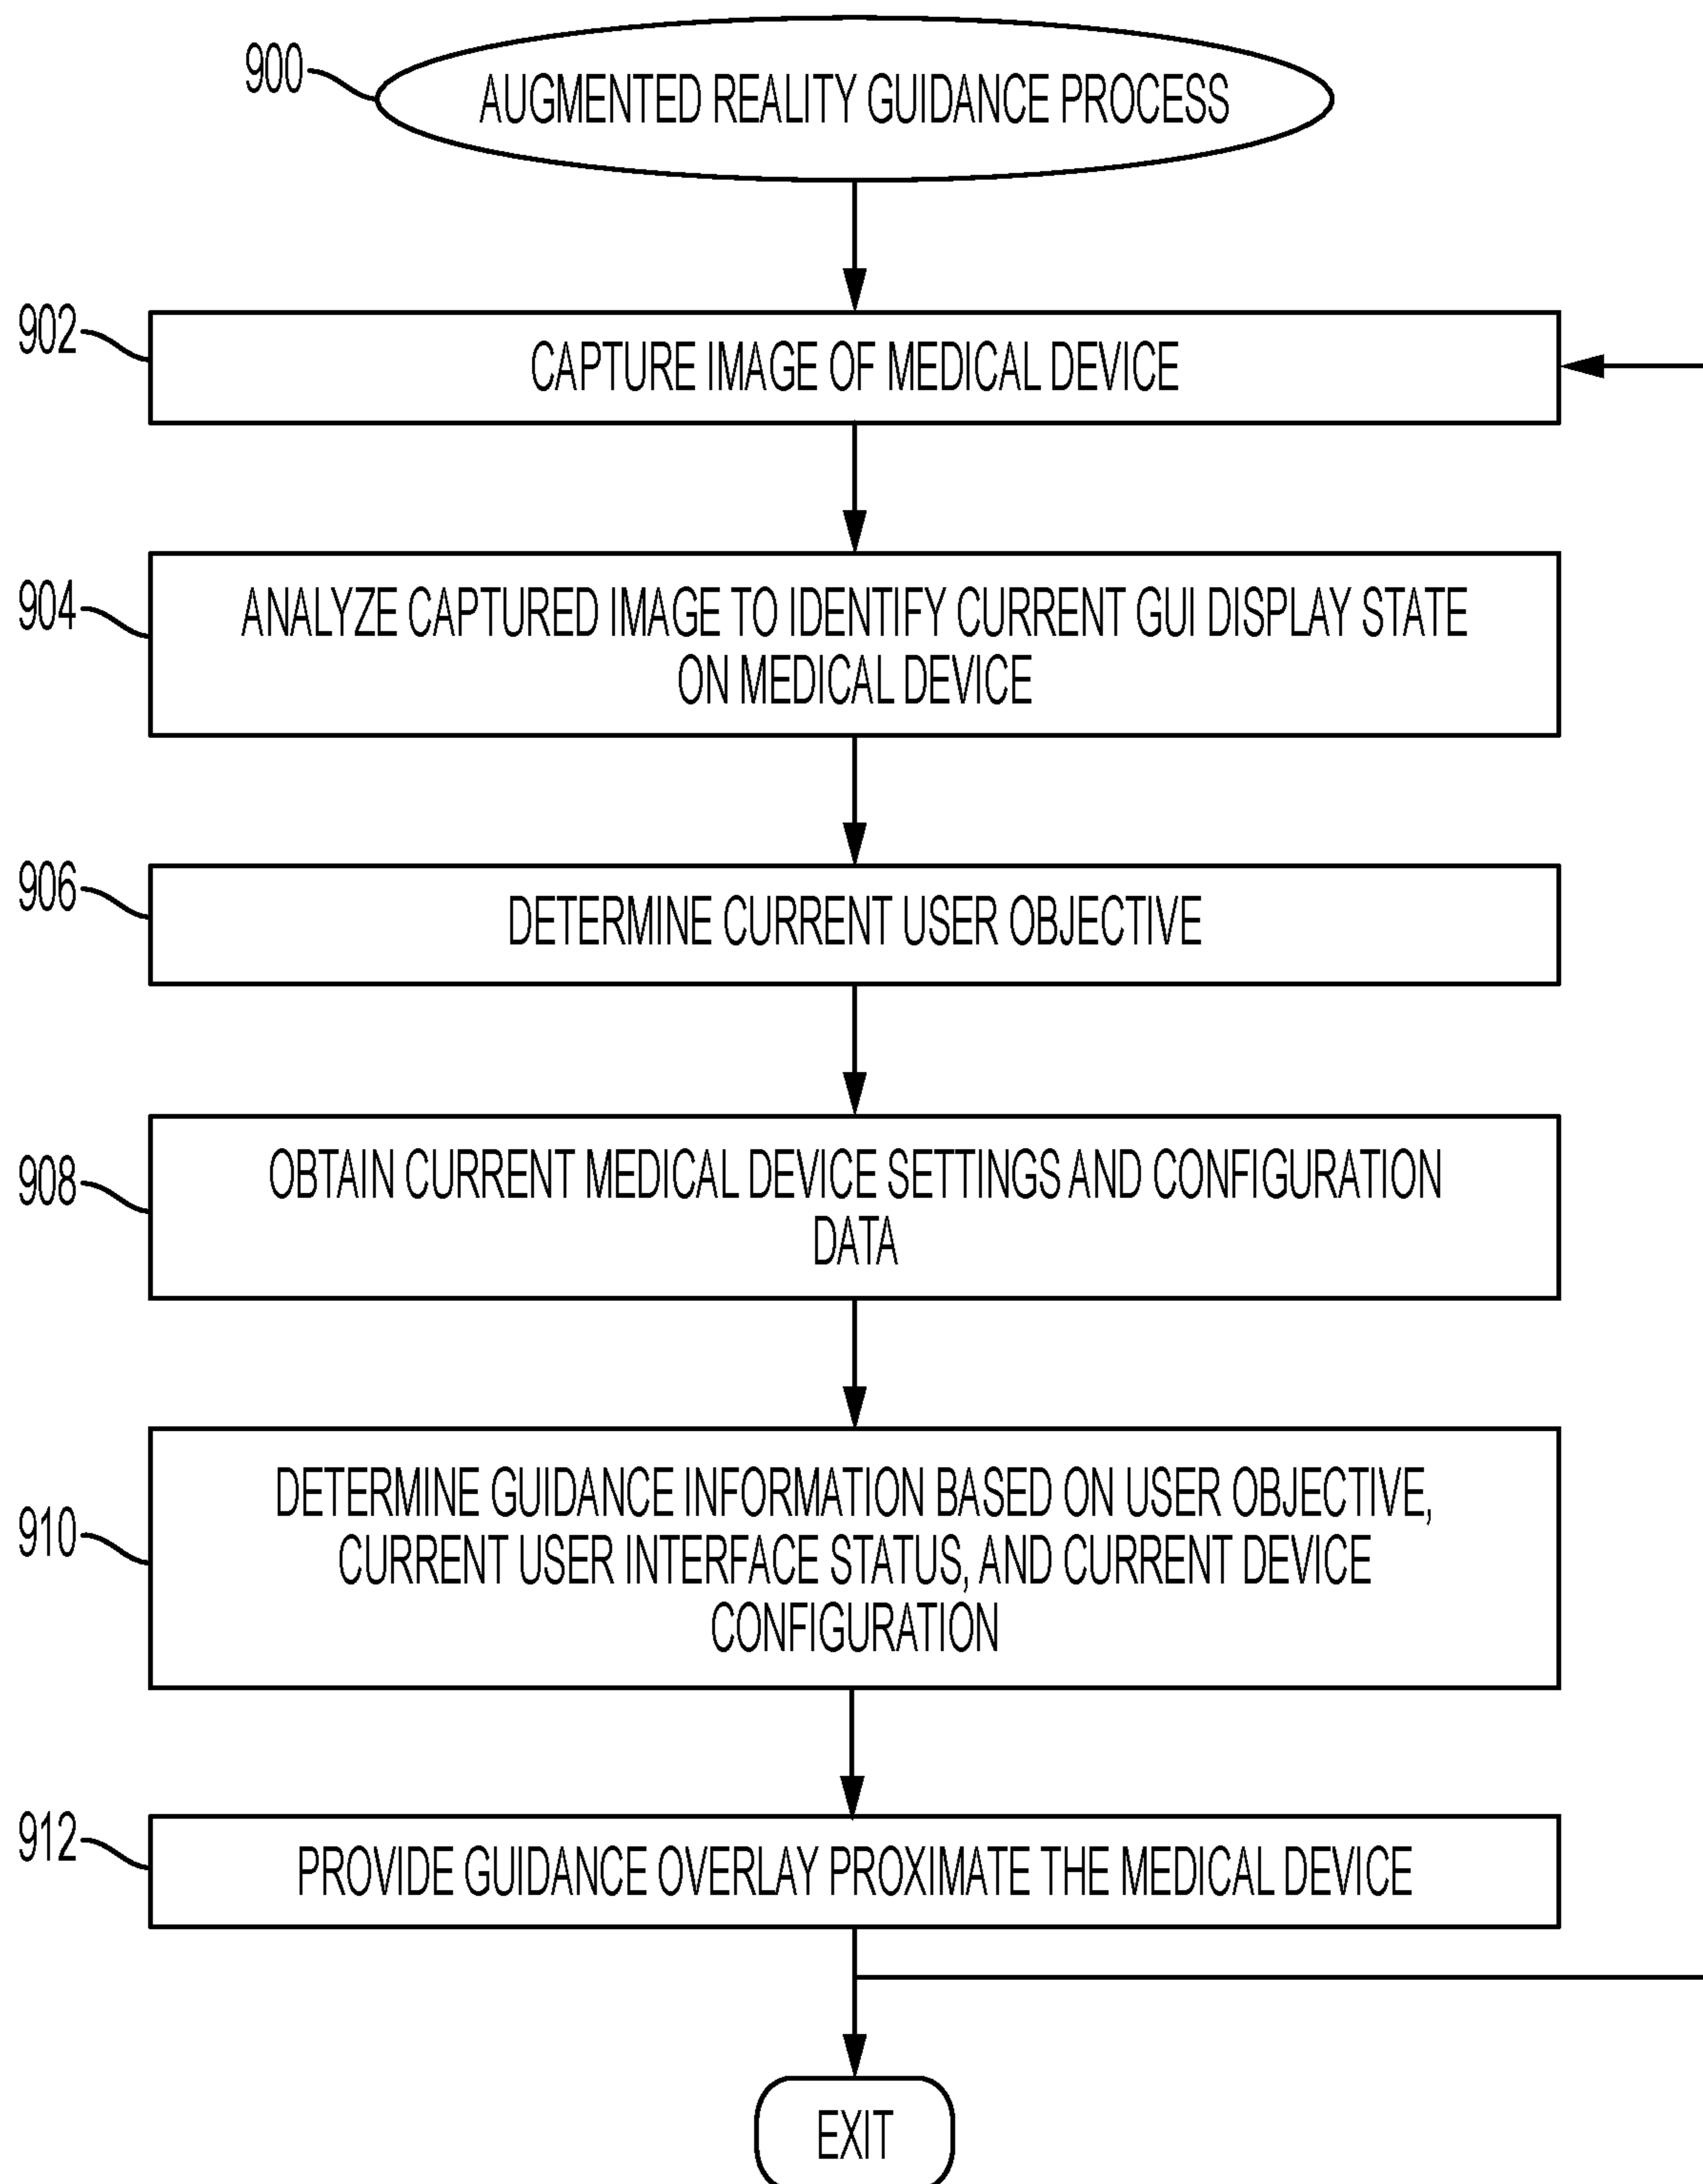 900
AUGMENTED REALITY GUIDANCE PROCESS
902
CAPTURE IMAGE OF MEDICAL DEVICE
904
ANALYZE CAPTURED IMAGE TO IDENTIFY CURRENT GUI DISPLAY STATE
ON MEDICAL DEVICE
906
DETERMINE CURRENT USER OBJECTIVE
908
OBTAIN CURRENT MEDICAL DEVICE SETTINGS AND CONFIGURATION
DATA
910
DETERMINE GUIDANCE INFORMATION BASED ON USER OBJECTIVE,
CURRENT USER INTERFACE STATUS, AND CURRENT DEVICE
CONFIGURATION
912
PROVIDE GUIDANCE OVERLAY PROXIMATE THE MEDICAL DEVICE
EXIT